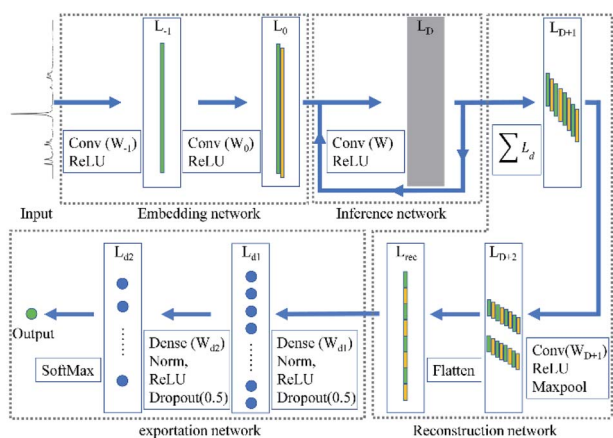 L-1
L0
LD
LD+1
Conv (W-1)
ReLU
Conv (W0)
ReLU
Conv (W)
ReLU
∑ Ld
Input
Embedding network
Inference network
Ld2
Ld1
Lrec
LD+2
Output
SoftMax
Dense (Wd2)
Norm,
ReLU
Dropout(0.5)
Dense (Wd1)
Norm,
ReLU
Dropout(0.5)
Flatten
Conv(WD+1)
ReLU
Maxpool
exportation network
Reconstruction network